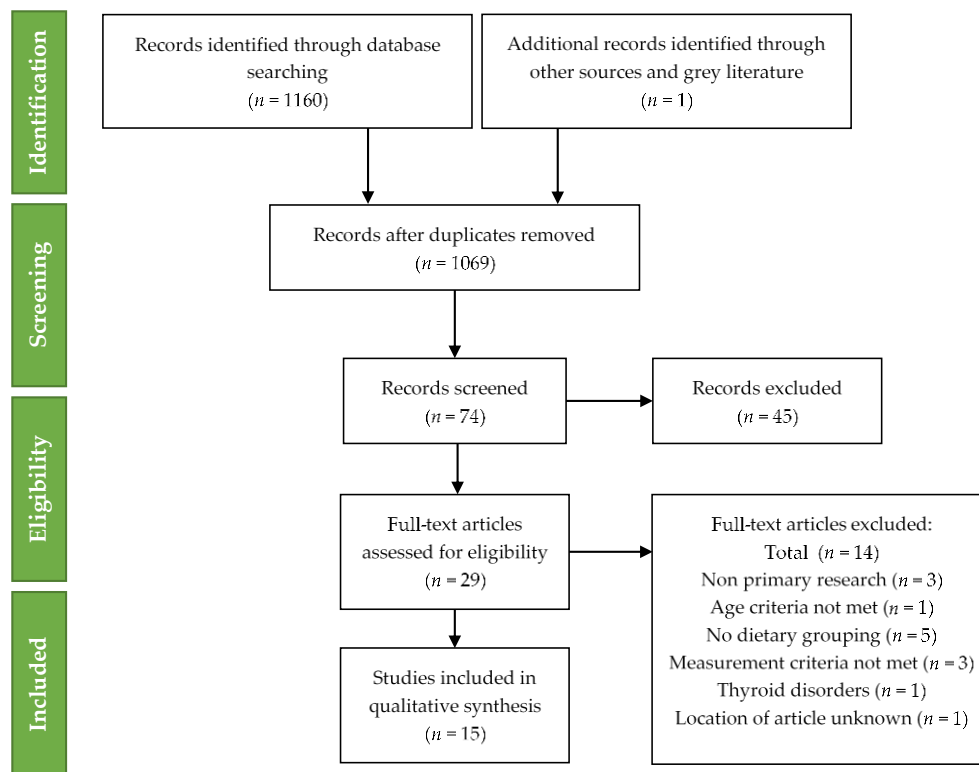 Identification
Records identified through database
searching
(n = 1160)
Additional records identified through
other sources and grey literature
(n = 1)
Screening
Records after duplicates removed
(n = 1069)
Records screened
(n = 74)
Records excluded
(n = 45)
Eligibility
Full-text articles
assessed for eligibility
(n = 29)
Full-text articles excluded:
Total (n = 14)
Non primary research (n = 3)
Age criteria not met (n = 1)
No dietary grouping (n = 5)
Measurement criteria not met (n = 3)
Thyroid disorders (n = 1)
Location of article unknown (n = 1)
Included
Studies included in
qualitative synthesis
(n = 15)